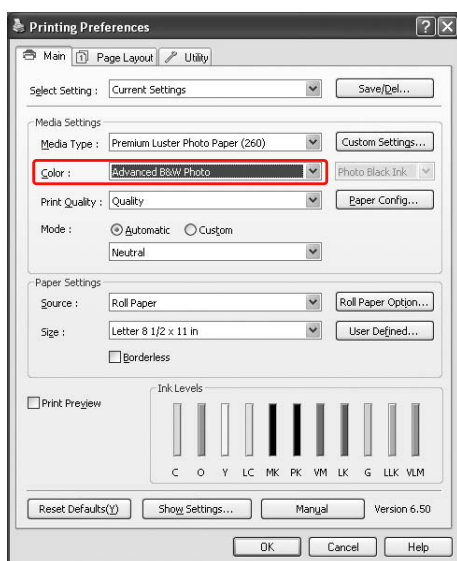 Printing Preferences
Main Page Layout Utility
Select Setting : Current Settings Save/Del...
Media Settings
Media Type : Premium Luster Photo Paper (260) Custom Settings...
Color : Advanced B&W Photo Photo Black Ink
Print Quality : Quality Paper Config...
Mode : Automatic Custom
Neutral
Paper Settings
Source : Roll Paper Roll Paper Option...
Size : Letter 8 1/2 x 11 in User Defined...
Borderless
Ink Levels
Print Preview
C O Y LC MK PK VM LK G LLK VLM
Reset Defaults(Y) Show Settings... Manual Version 6.50
OK Cancel Help